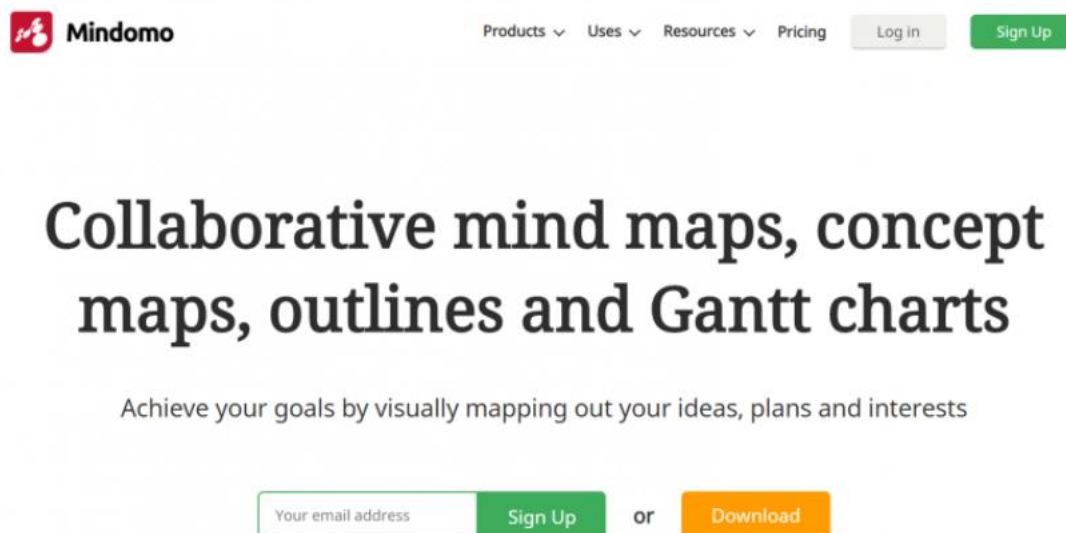 Mindomo
Products Uses Resources Pricing Log in Sign Up
Collaborative mind maps, concept
maps, outlines and Gantt charts
Achieve your goals by visually mapping out your ideas, plans and interests
Your email address Sign Up or Download